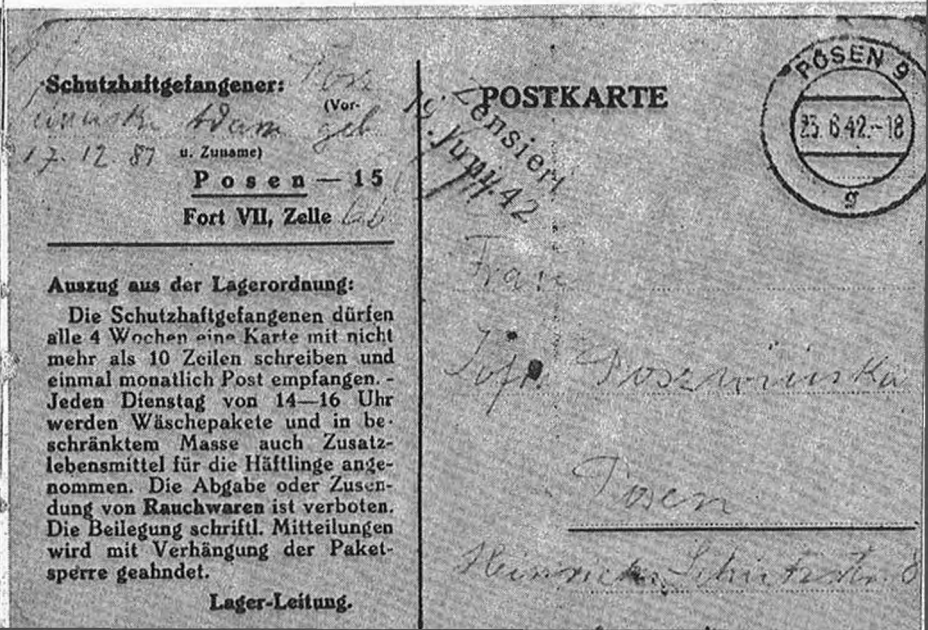 Schutzhaftgefangener:
(Vor-
Adam geb
17. 12. 87 u. Zuname)
Posen — 15
Fort VII, Zelle
Auszug aus der Lagerordnung:
Die Schutzhaftgefangenen dürfen
alle 4 Wochen eine Karte mit nicht
mehr als 10 Zeilen schreiben und
einmal monatlich Post empfangen. -
Jeden Dienstag von 14—16 Uhr
werden Wäschepakete und in be-
schränktem Masse auch Zusatz-
lebensmittel für die Häftlinge ange-
nommen. Die Abgabe oder Zusen-
dung von Rauchwaren ist verboten.
Die Beilegung schriftl. Mitteilungen
wird mit Verhängung der Paket-
sperre geahndet.
Lager-Leitung.
POSTKARTE
Zensiert
19. Juni 42
POSEN 9
25.6.42.-18
g
Frau
Poszwińska
Posen